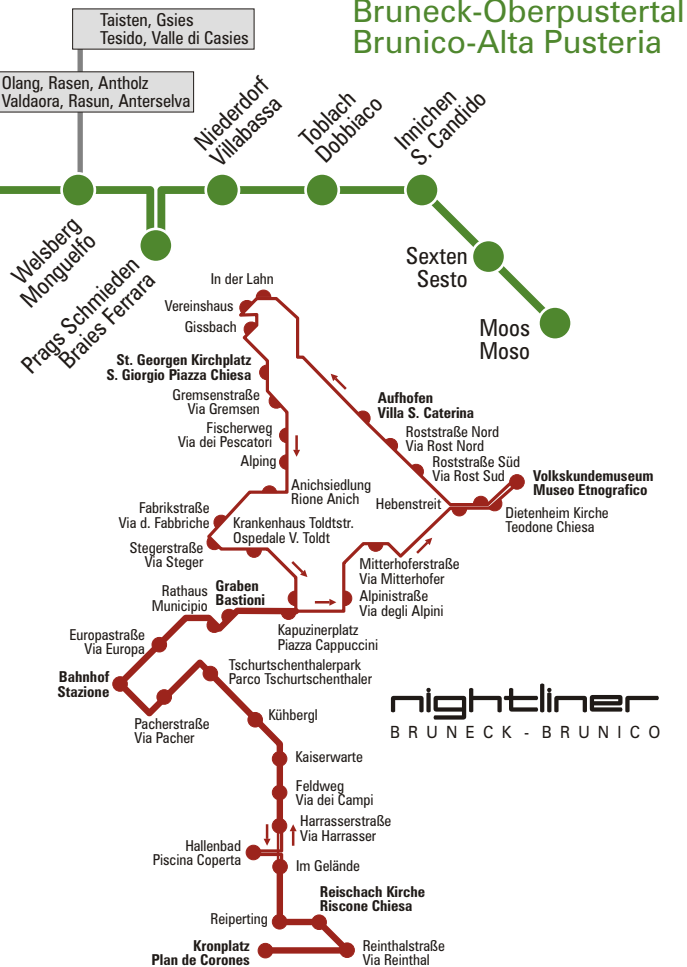 Bruneck-Oberpustertal
Brunico-Alta Pusteria
Taisten, Gsies
Tesido, Valle di Casies
Olang, Rasen, Antholz
Valdaora, Rasun, Anterselva
Niederdorf
Villabassa
Toblach
Dobbiaco
Innichen
S. Candido
Welsberg
Monguelfo
Prags Schmieden
Braies Ferrara
Sexten
Sesto
Moos
Moso
In der Lahn
Vereinshaus
Gissbach
St. Georgen Kirchplatz
S. Giorgio Piazza Chiesa
Gremsenstraße
Via Gremsen
Fischerweg
Via dei Pescatori
Alping
Aufhofen
Villa S. Caterina
Roststraße Nord
Via Rost Nord
Roststraße Süd
Via Rost Sud
Volkskundemuseum
Museo Etnografico
Hebenstreit
Dietenheim Kirche
Teodone Chiesa
Anichsiedlung
Rione Anich
Fabrikstraße
Via d. Fabbriche
Krankenhaus Toldtstr.
Ospedale V. Toldt
Stegerstraße
Via Steger
Mitterhoferstraße
Via Mitterhofer
Alpinistraße
Via degli Alpini
Rathaus
Municipio
Graben
Bastioni
Kapuzinerplatz
Piazza Cappuccini
Europastraße
Via Europa
Bahnhof
Stazione
Tschurtschenthalerpark
Parco Tschurtschenthaler
Pacherstraße
Via Pacher
Kühbergl
nightliner
BRUNECK - BRUNICO
Kaiserwarte
Feldweg
Via dei Campi
Harrasserstraße
Via Harrasser
Hallenbad
Piscina Coperta
Im Gelände
Reischach Kirche
Riscone Chiesa
Reiperting
Kronplatz
Plan de Corones
Reinthalstraße
Via Reinthal